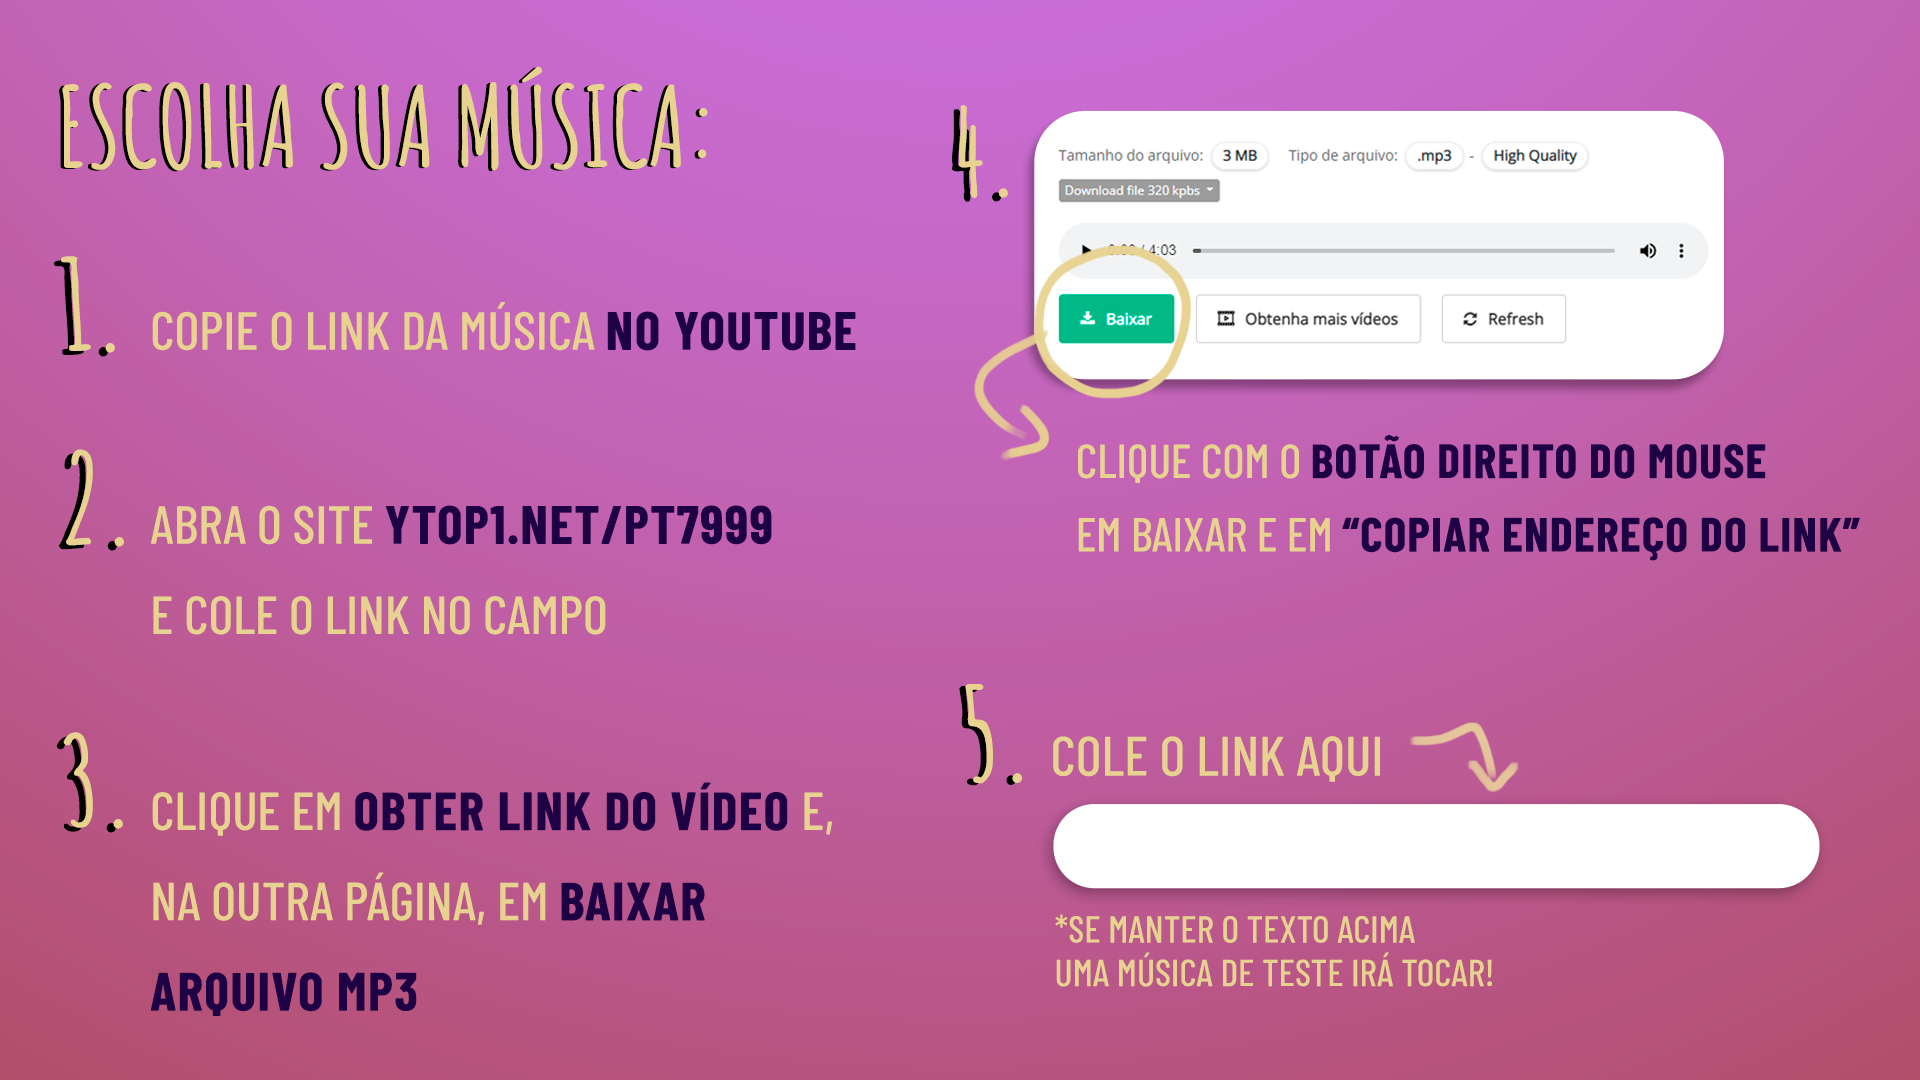 ESCOLHA SUA MÚSICA:
1. COPIE O LINK DA MÚSICA NO YOUTUBE
2. ABRA O SITE YTOP1.NET/PT7999
E COLE O LINK NO CAMPO
3. CLIQUE EM OBTER LINK DO VÍDEO E,
NA OUTRA PÁGINA, EM BAIXAR
ARQUIVO MP3
4.
Tamanho do arquivo: 3 MB Tipo de arquivo: .mp3 - High Quality
Download file 320 kpbs
0:00 / 4:03
Baixar Obtenha mais vídeos Refresh
CLIQUE COM O BOTÃO DIREITO DO MOUSE
EM BAIXAR E EM “COPIAR ENDEREÇO DO LINK”
5. COLE O LINK AQUI
*SE MANTER O TEXTO ACIMA
UMA MÚSICA DE TESTE IRÁ TOCAR!